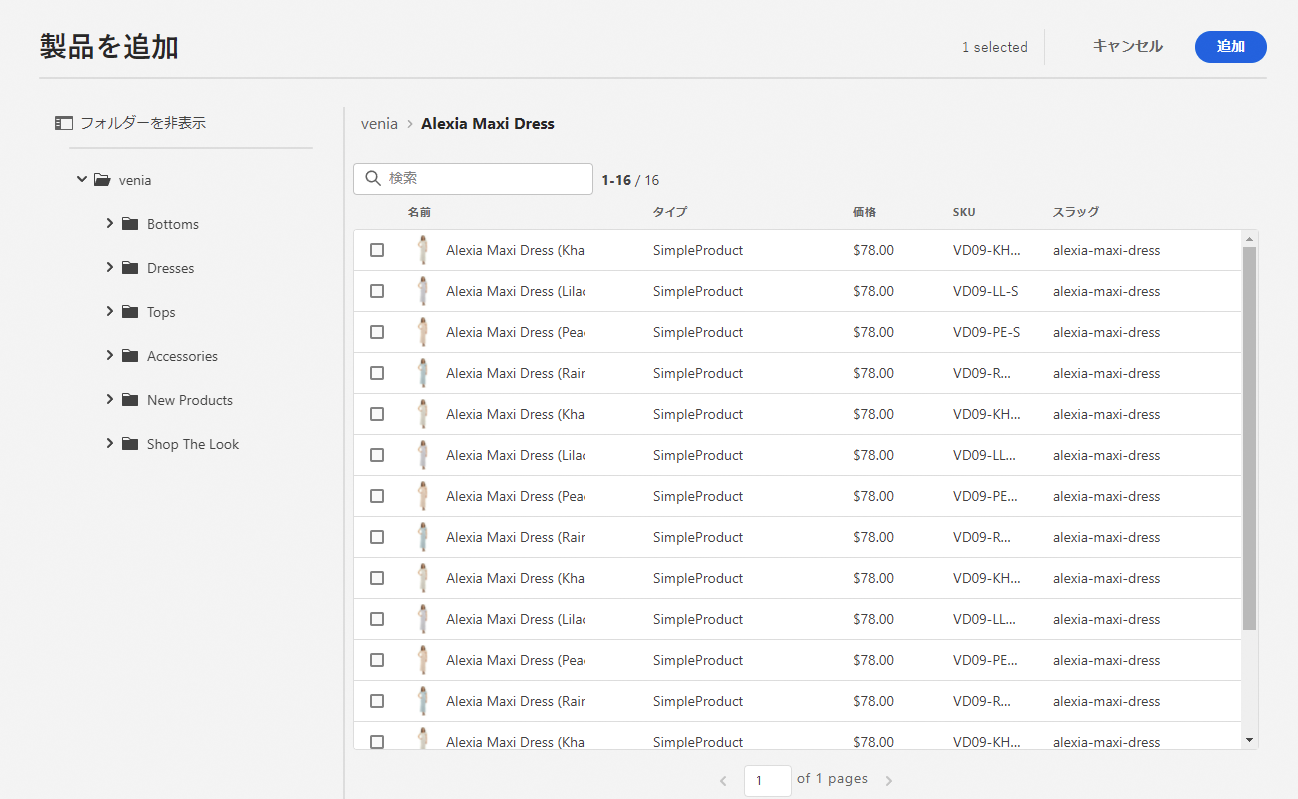 製品を追加
1 selected
キャンセル
追加
フォルダーを非表示
venia
Bottoms
Dresses
Tops
Accessories
New Products
Shop The Look
venia > Alexia Maxi Dress
検索
1-16 / 16
名前 タイプ 価格 SKU スラッグ
Alexia Maxi Dress (Kha SimpleProduct $78.00 VD09-KH... alexia-maxi-dress
Alexia Maxi Dress (Lilac SimpleProduct $78.00 VD09-LL-S alexia-maxi-dress
Alexia Maxi Dress (Peac SimpleProduct $78.00 VD09-PE-S alexia-maxi-dress
Alexia Maxi Dress (Rain SimpleProduct $78.00 VD09-R... alexia-maxi-dress
Alexia Maxi Dress (Kha SimpleProduct $78.00 VD09-KH... alexia-maxi-dress
Alexia Maxi Dress (Lilac SimpleProduct $78.00 VD09-LL... alexia-maxi-dress
Alexia Maxi Dress (Peac SimpleProduct $78.00 VD09-PE... alexia-maxi-dress
Alexia Maxi Dress (Rain SimpleProduct $78.00 VD09-R... alexia-maxi-dress
Alexia Maxi Dress (Kha SimpleProduct $78.00 VD09-KH... alexia-maxi-dress
Alexia Maxi Dress (Lilac SimpleProduct $78.00 VD09-LL... alexia-maxi-dress
Alexia Maxi Dress (Peac SimpleProduct $78.00 VD09-PE... alexia-maxi-dress
Alexia Maxi Dress (Rain SimpleProduct $78.00 VD09-R... alexia-maxi-dress
Alexia Maxi Dress (Kha SimpleProduct $78.00 VD09-KH... alexia-maxi-dress
1 of 1 pages